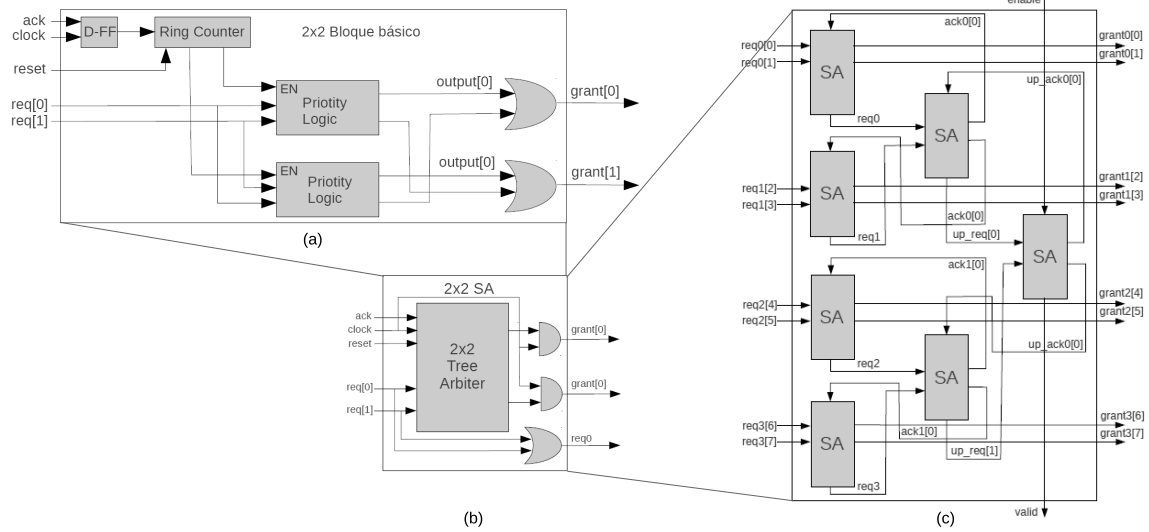 ack
clock
D-FF
Ring Counter
2x2 Bloque básico
reset
EN
Priotity
Logic
req[0]
req[1]
output[0]
grant[0]
EN
Priotity
Logic
output[0]
grant[1]
(a)
2x2 SA
ack
clock
reset
2x2
Tree
Arbiter
req[0]
req[1]
grant[0]
grant[0]
req0
(b)
enable
ack0[0]
req0[0]
req0[1]
SA
grant0[0]
grant0[1]
up_ack0[0]
req0
SA
req1[2]
req1[3]
SA
grant1[2]
grant1[3]
ack0[0]
req1
up_req[0]
SA
ack1[0]
req2[4]
req2[5]
SA
grant2[4]
grant2[5]
up_ack0[0]
req2
SA
req3[6]
req3[7]
SA
grant3[6]
grant3[7]
ack1[0]
up_req[1]
req3
valid
(c)